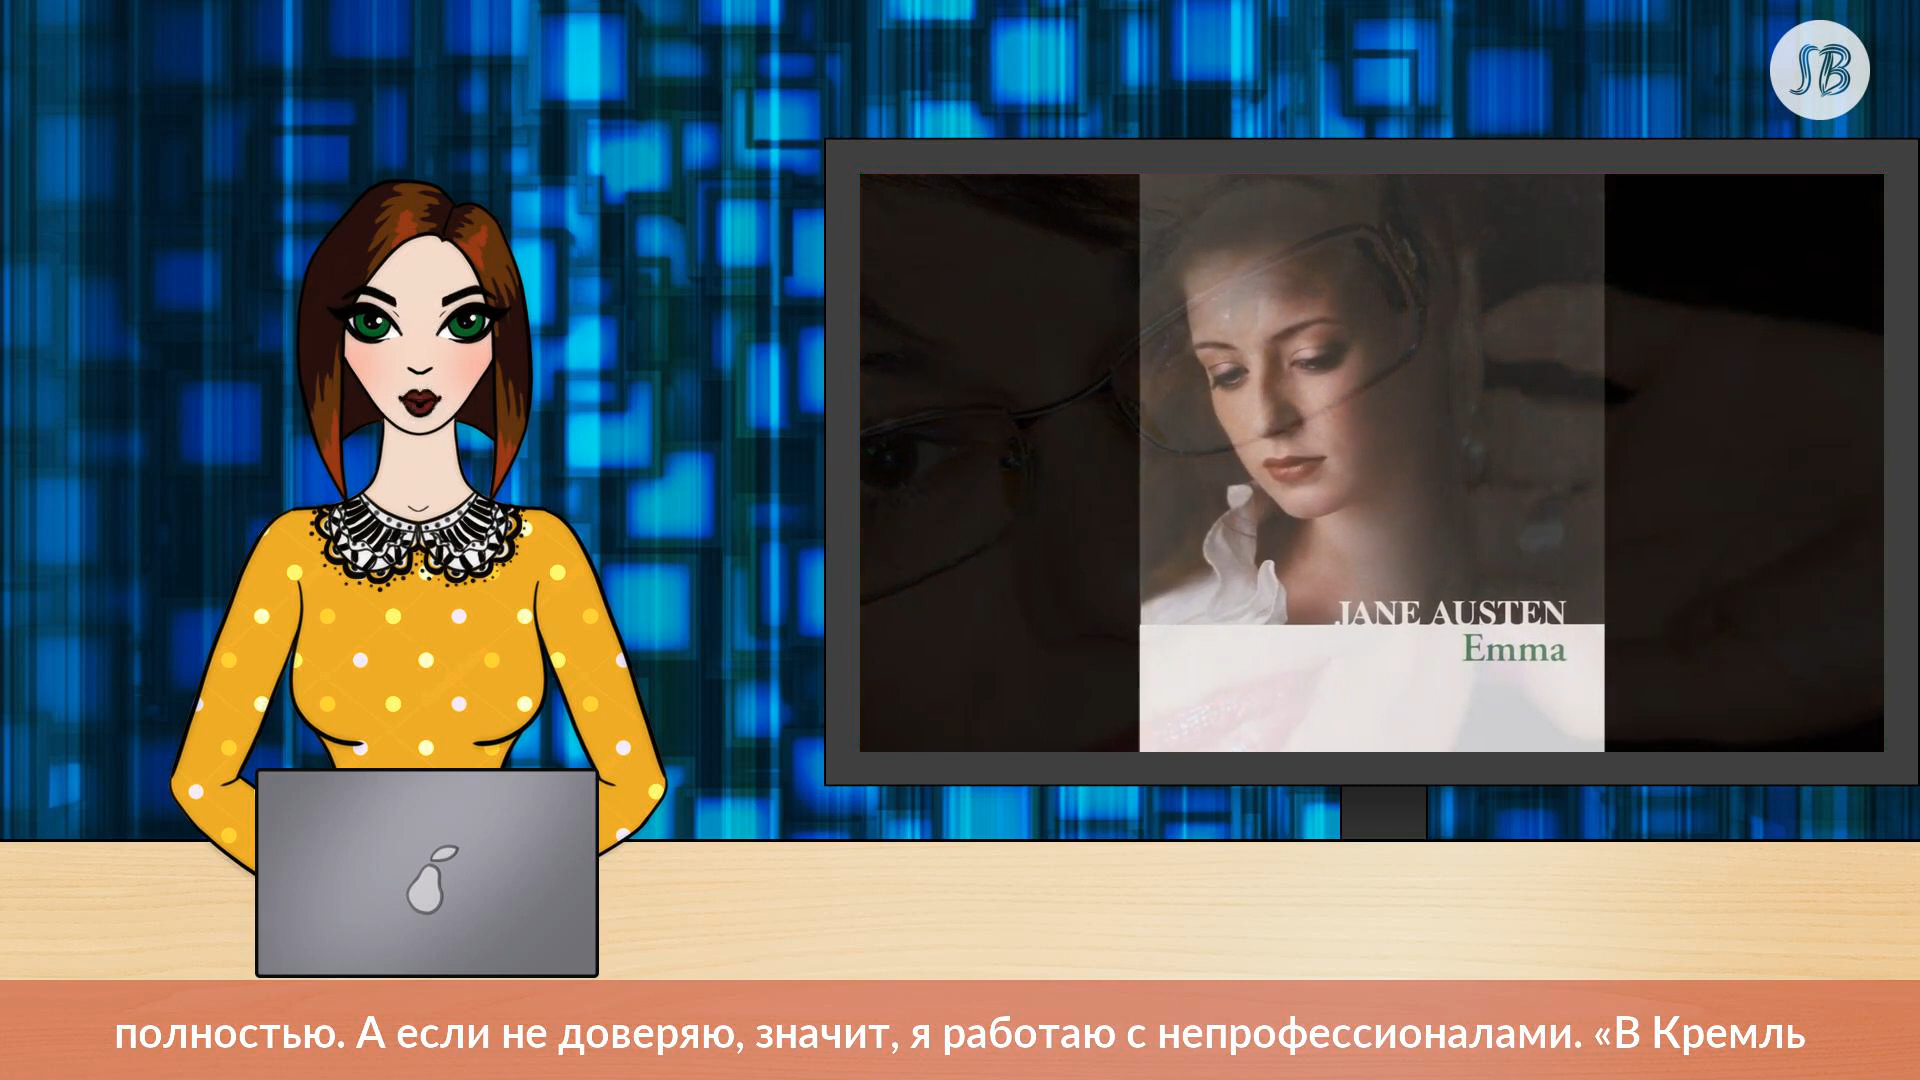 SB
JANE AUSTEN
Emma
полностью. А если не доверяю, значит, я работаю с непрофессионалами. «В Кремль